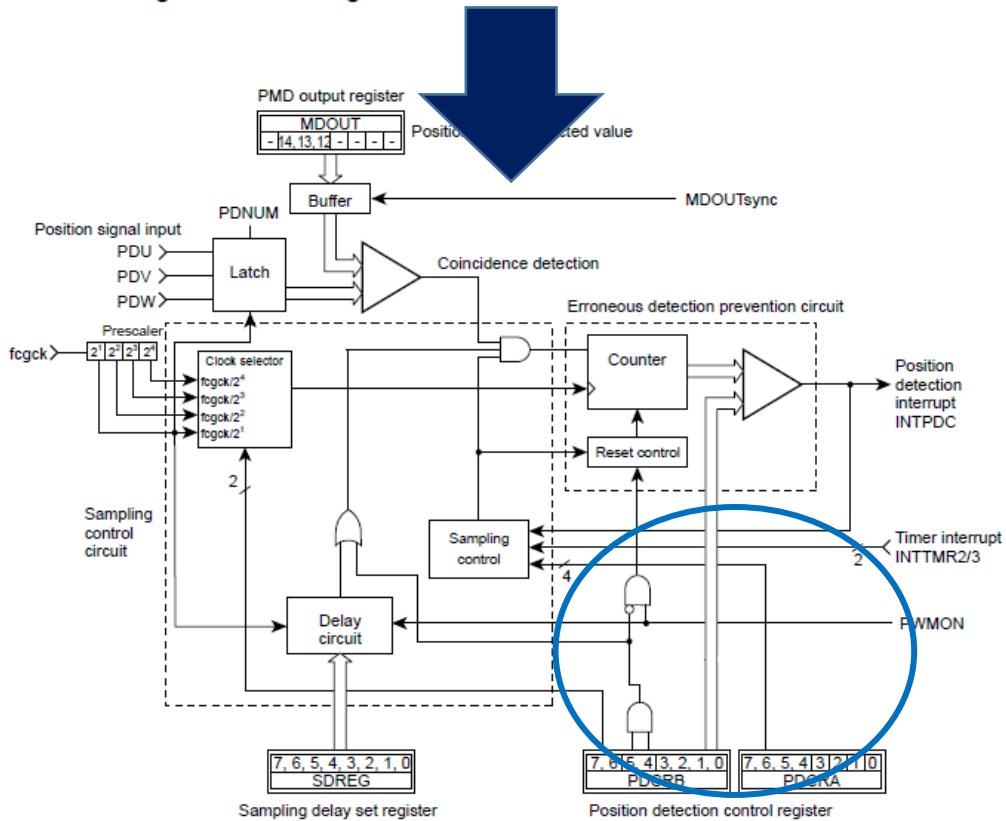 PMD output register
MDOUT
- 14, 13, 12 - - - -
cted value
Buffer
MDOUTsync
PDNUM
Position signal input
PDU
PDV
PDW
Latch
Coincidence detection
Erroneous detection prevention circuit
Prescaler
fcgck
2¹ 2² 2³ 2⁴
Clock selector
fcgck/2⁴
fcgck/2³
fcgck/2²
fcgck/2¹
Counter
Position
detection
interrupt
INTPDC
Reset control
2
Sampling
control
circuit
Sampling
control
Timer interrupt
INTTMR2/3
2
4
Delay
circuit
PWMON
7, 6, 5, 4, 3, 2, 1, 0
SDREG
7, 6, 5, 4, 3, 2, 1, 0
PDCRB
7, 6, 5, 4, 3, 2, 1, 0
PDCRA
Sampling delay set register
Position detection control register